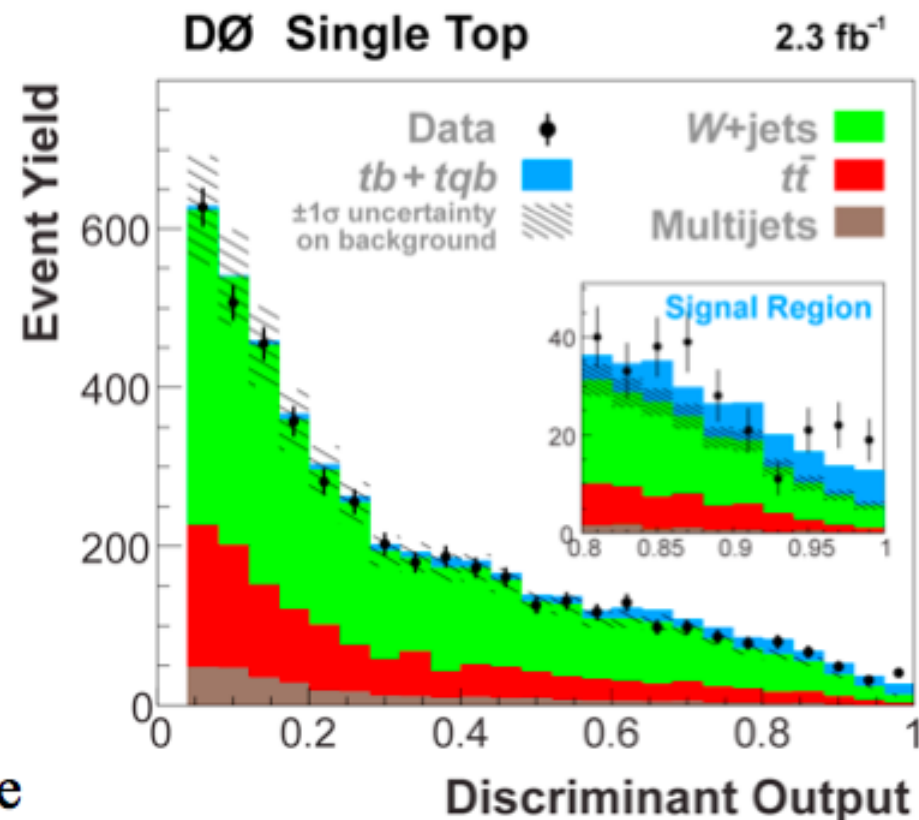 DØ Single Top 2.3 fb⁻¹
Event Yield
Data
tb + tqb
±1σ uncertainty
on background
W+jets
tt̄
Multijets
Signal Region
40
20
0
0.8 0.85 0.9 0.95 1
600
400
200
0
0 0.2 0.4 0.6 0.8 1
Discriminant Output
e